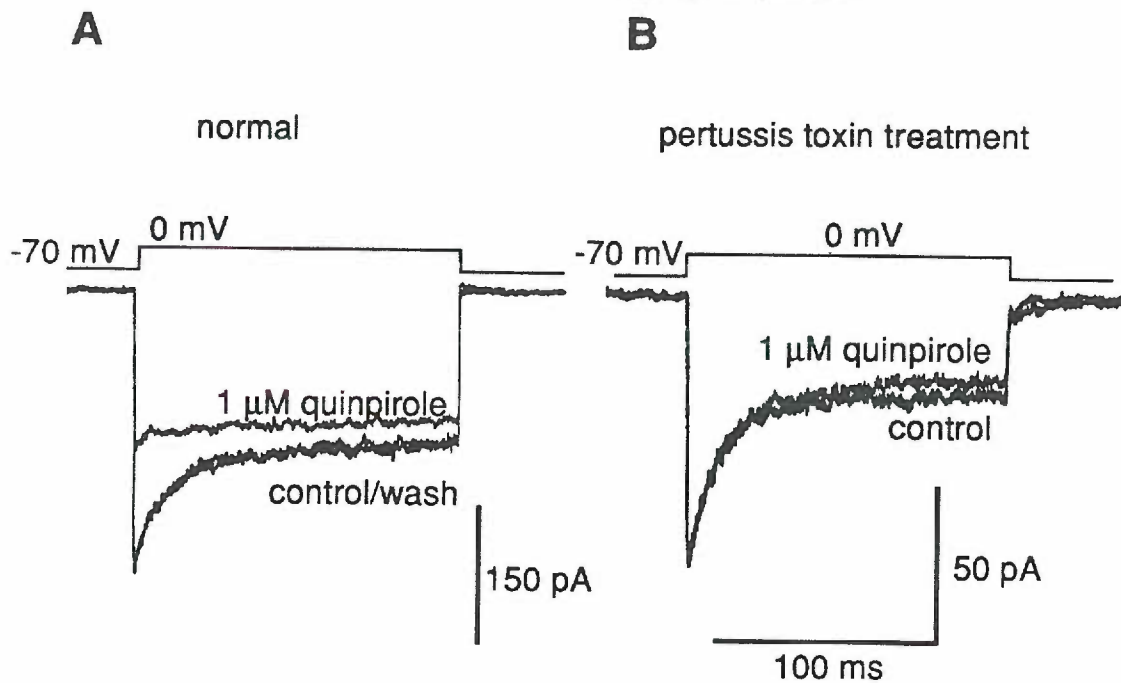 A
normal
0 mV
-70 mV
1 μM quinpirole
control/wash
150 pA
B
pertussis toxin treatment
0 mV
-70 mV
1 μM quinpirole
control
50 pA
100 ms